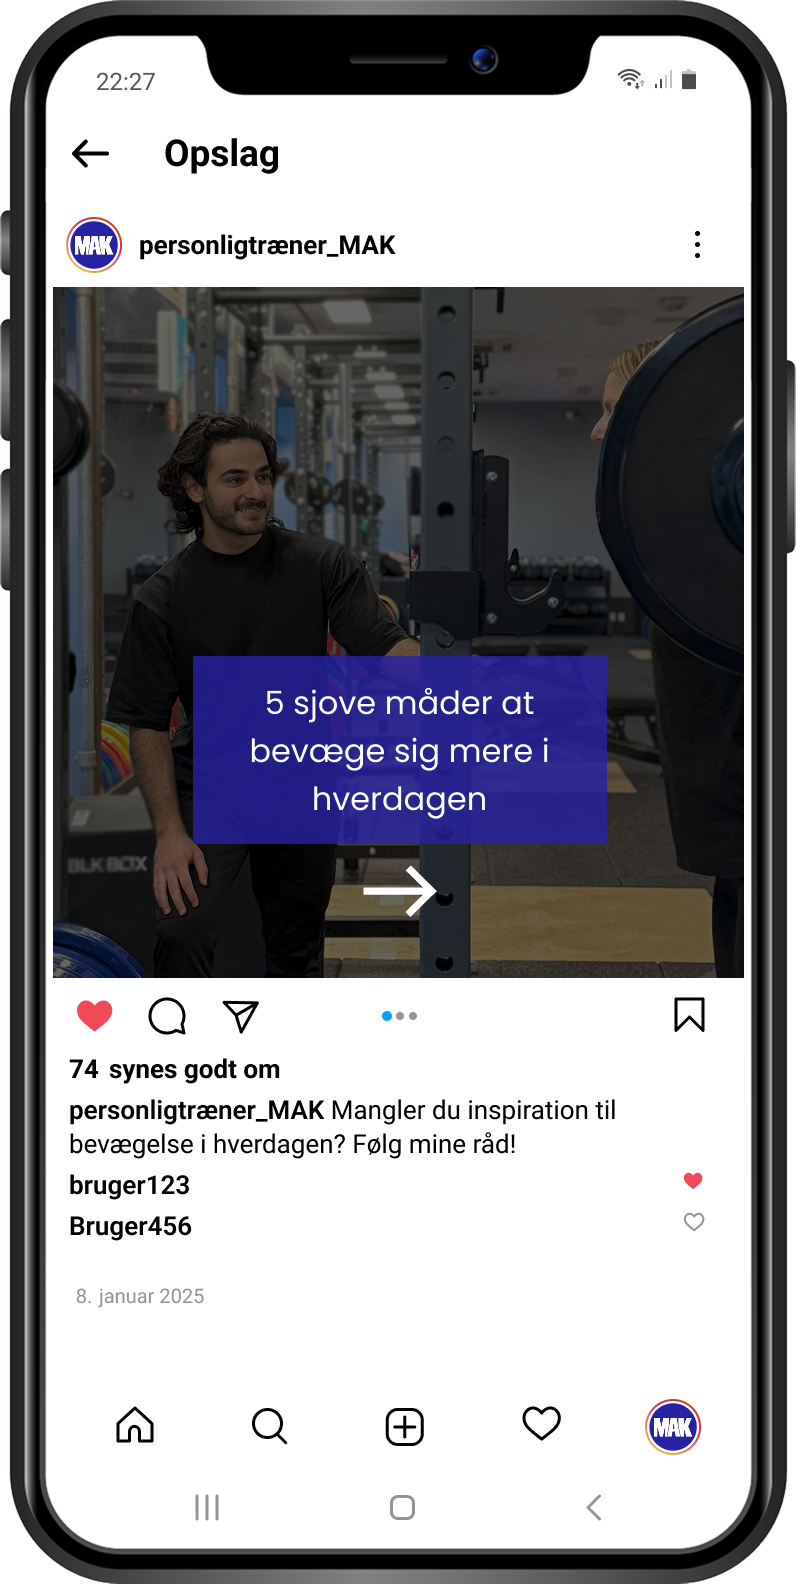 22:27
Opslag
MAK personligtræner_MAK
BLK BOX
5 sjove måder at
bevæge sig mere i
hverdagen
74 synes godt om
personligtræner_MAK Mangler du inspiration til
bevægelse i hverdagen? Følg mine råd!
bruger123
Bruger456
8. januar 2025
MAK